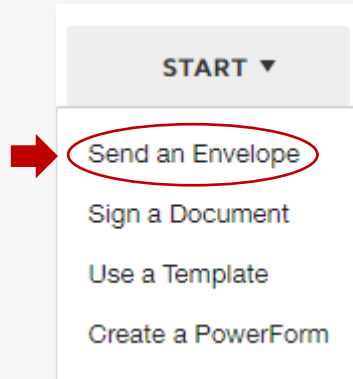 START ▼
Send an Envelope
Sign a Document
Use a Template
Create a PowerForm